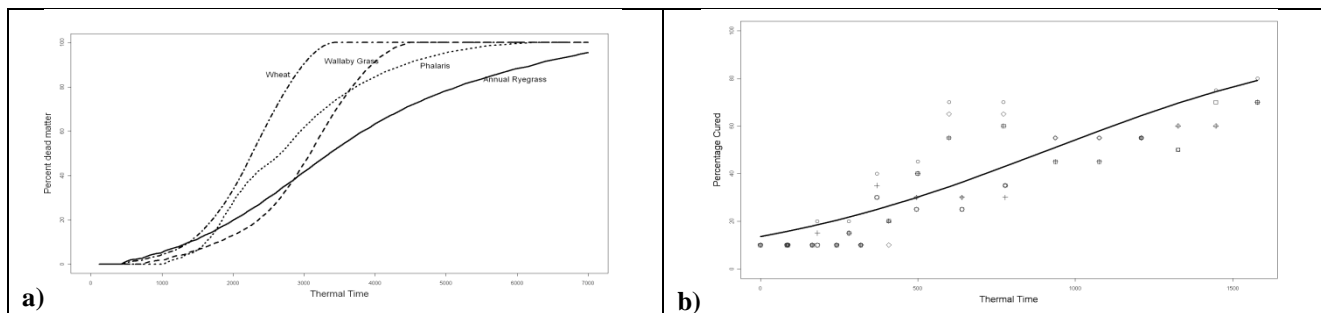 100
80
60
40
20
0
Percent dead matter
Wheat
Wallaby Grass
Phalaris
Annual Ryegrass
0 1000 2000 3000 4000 5000 6000 7000
Thermal Time
a)
100
80
60
40
20
0
Percentage Cured
0 500 1000 1500
Thermal Time
b)